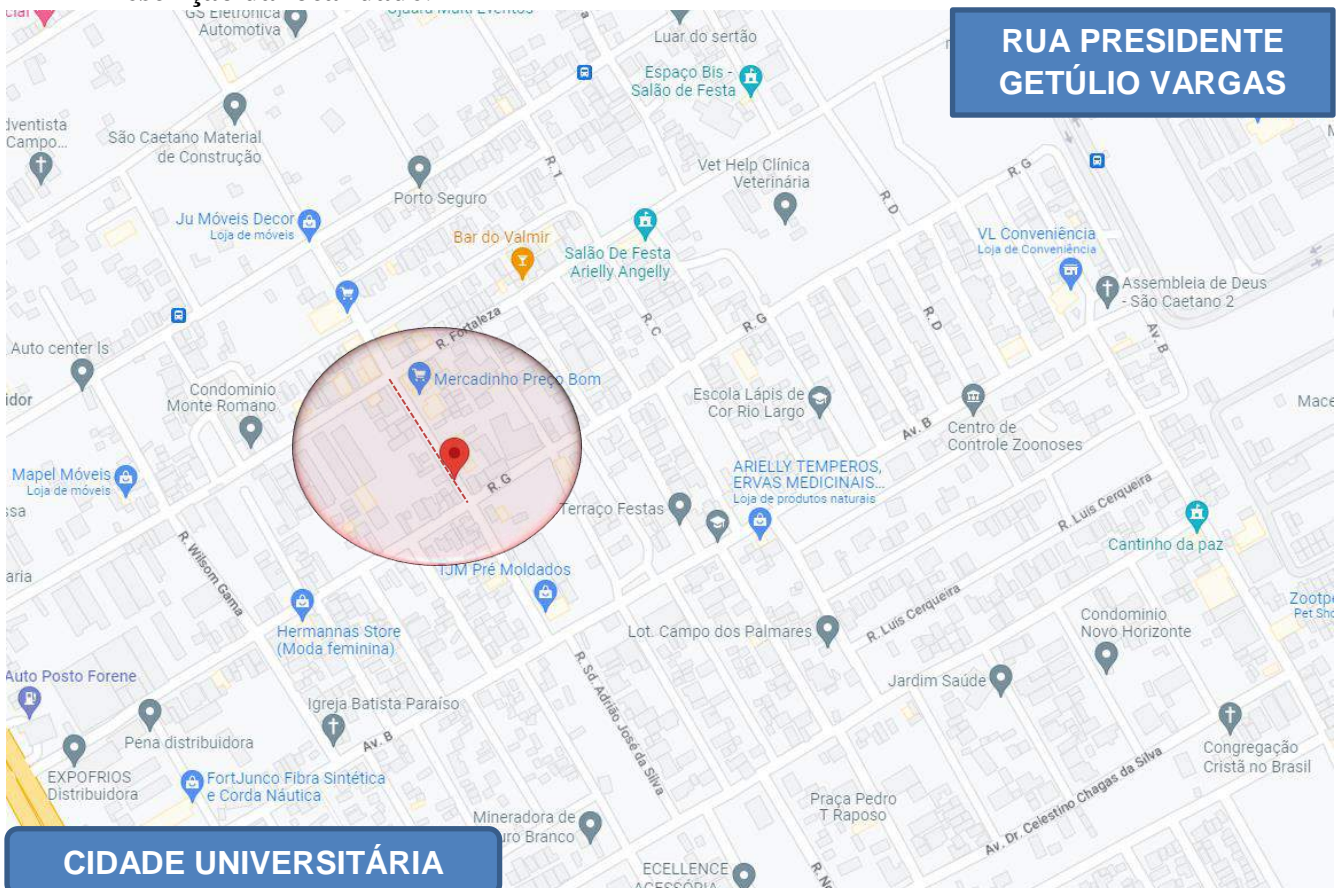 GS Eletrônica
Automotiva
Luar do sertão
RUA PRESIDENTE
GETÚLIO VARGAS
Espaço Bis -
Salão de Festa
dventista
Campo...
São Caetano Material
de Construção
R. 1
Vet Help Clínica
Veterinária
R. G
Porto Seguro
R. D
Ju Móveis Decor
Loja de móveis
Bar do Valmir
Salão De Festa
Arielly Angelly
VL Conveniência
Loja de Conveniência
Assembleia de Deus
- São Caetano 2
R. Fortaleza
R. C
R. G
R. D
Av. B
Auto center ls
idor
Condominio
Monte Romano
Mercadinho Preço Bom
Escola Lápis de
Cor Rio Largo
Mace
Av. B
Centro de
Controle Zoonoses
Mapel Móveis
Loja de móveis
ssa
R. G
ARIELLY TEMPEROS,
ERVAS MEDICINAIS...
Loja de produtos naturais
Terraço Festas
R. Luis Cerqueira
Cantinho da paz
R. Wilsom Gama
aria
TJM Pré Moldados
Hermannas Store
(Moda feminina)
Lot. Campo dos Palmares
R. Luis Cerqueira
Condominio
Novo Horizonte
Zootp
Pet Sho
Auto Posto Forene
R. Sd. Adrião José da Silva
Jardim Saúde
Igreja Batista Paraíso
Pena distribuidora
Av. B
Congregação
Cristã no Brasil
EXPOFRIOS
Distribuidora
FortJunco Fibra Sintética
e Corda Náutica
Praça Pedro
T Raposo
Av. Dr. Celestino Chagas da Silva
Mineradora de
uro Branco
CIDADE UNIVERSITÁRIA
ECELLENCE